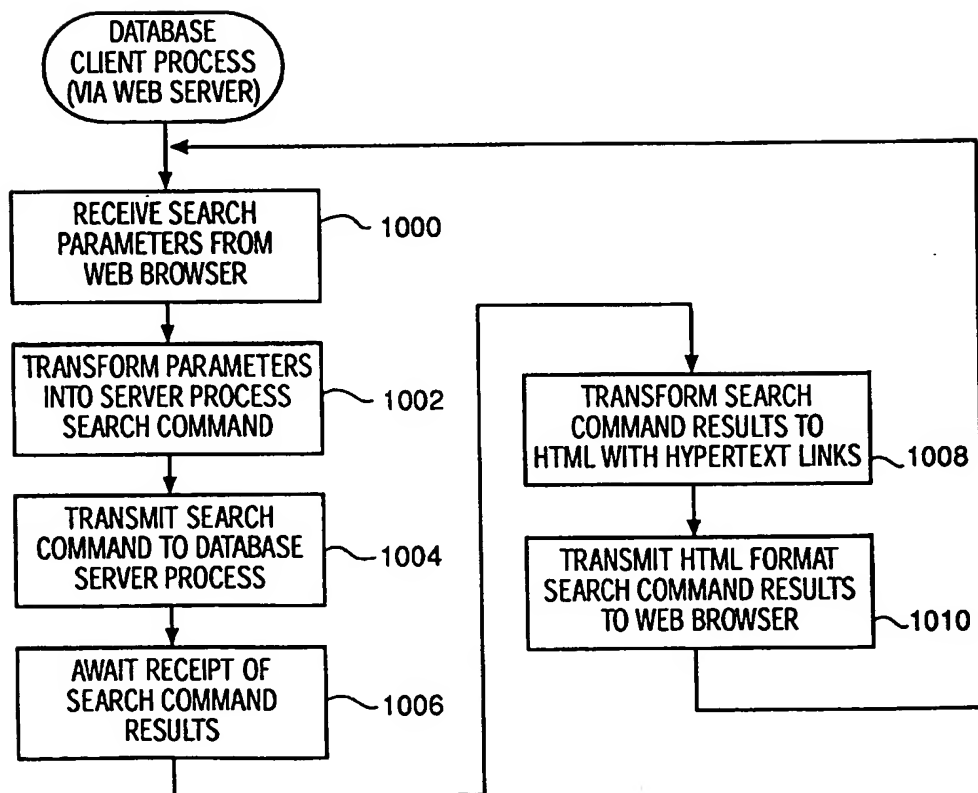 DATABASE
CLIENT PROCESS
(VIA WEB SERVER)
RECEIVE SEARCH
PARAMETERS FROM
WEB BROWSER
1000
TRANSFORM PARAMETERS
INTO SERVER PROCESS
SEARCH COMMAND
1002
TRANSMIT SEARCH
COMMAND TO DATABASE
SERVER PROCESS
1004
AWAIT RECEIPT OF
SEARCH COMMAND
RESULTS
1006
TRANSFORM SEARCH
COMMAND RESULTS TO
HTML WITH HYPERTEXT LINKS
1008
TRANSMIT HTML FORMAT
SEARCH COMMAND RESULTS
TO WEB BROWSER
1010